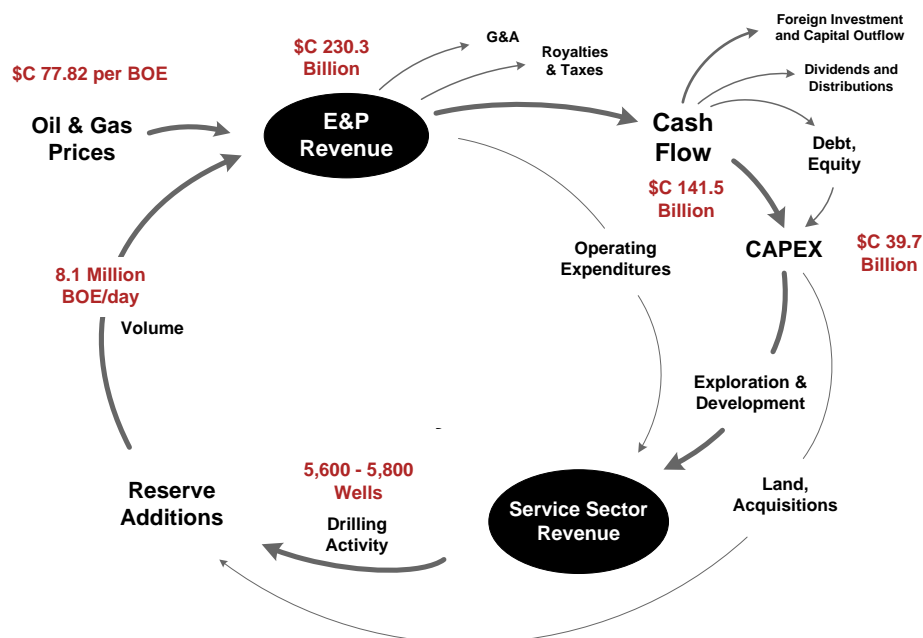 Foreign Investment
and Capital Outflow
G&A
$C 230.3
Billion
Royalties
& Taxes
$C 77.82 per BOE
Dividends and
Distributions
E&P
Revenue
Oil & Gas
Prices
Cash
Flow
Debt,
Equity
$C 141.5
Billion
CAPEX
$C 39.7
Billion
Operating
Expenditures
8.1 Million
BOE/day
Volume
Exploration &
Development
5,600 - 5,800
Wells
Reserve
Additions
Drilling
Activity
Service Sector
Revenue
Land,
Acquisitions